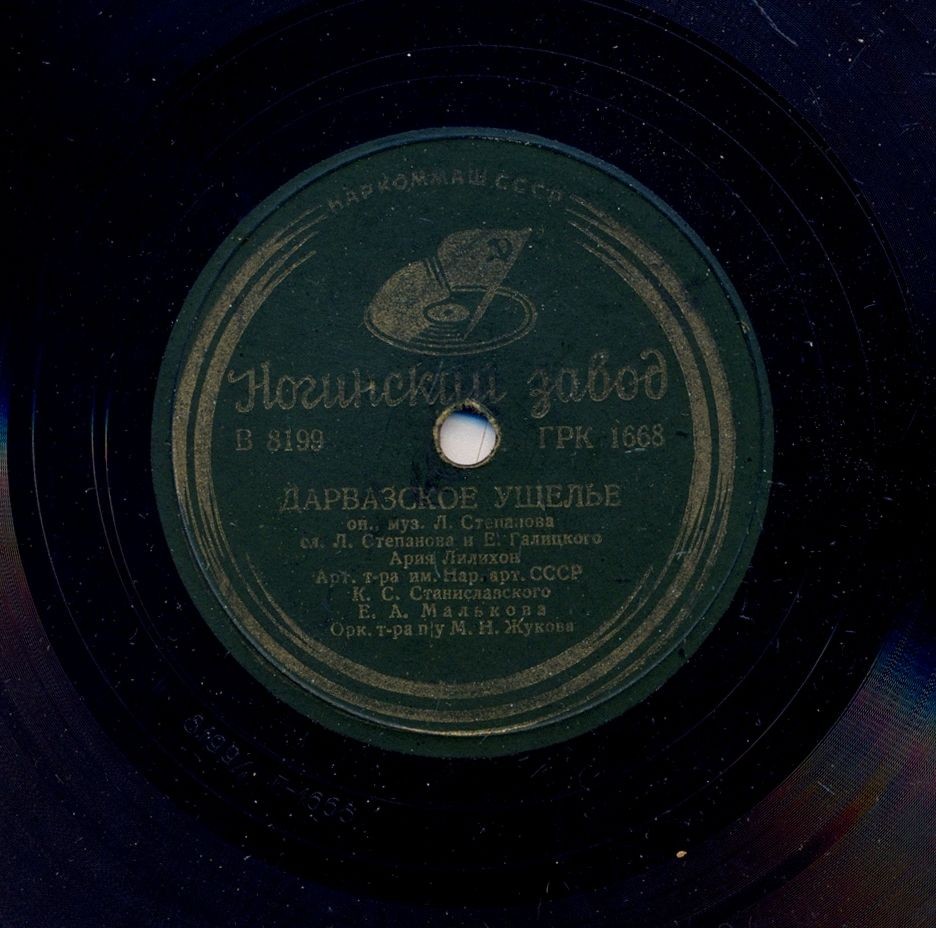 НАРКОММАШ СССР
Ногинский завод
В 8199 ГРК 1668
ДАРВАЗСКОЕ УЩЕЛЬЕ
оп., муз. Л. Степанова
сл. Л. Степанова и Е. Галицкого
Ария Лилихон
Арт. т-ра им. Нар. арт. СССР
К. С. Станиславского
Е. А. Малькова
Орк. т-ра п/у М. Н. Жукова